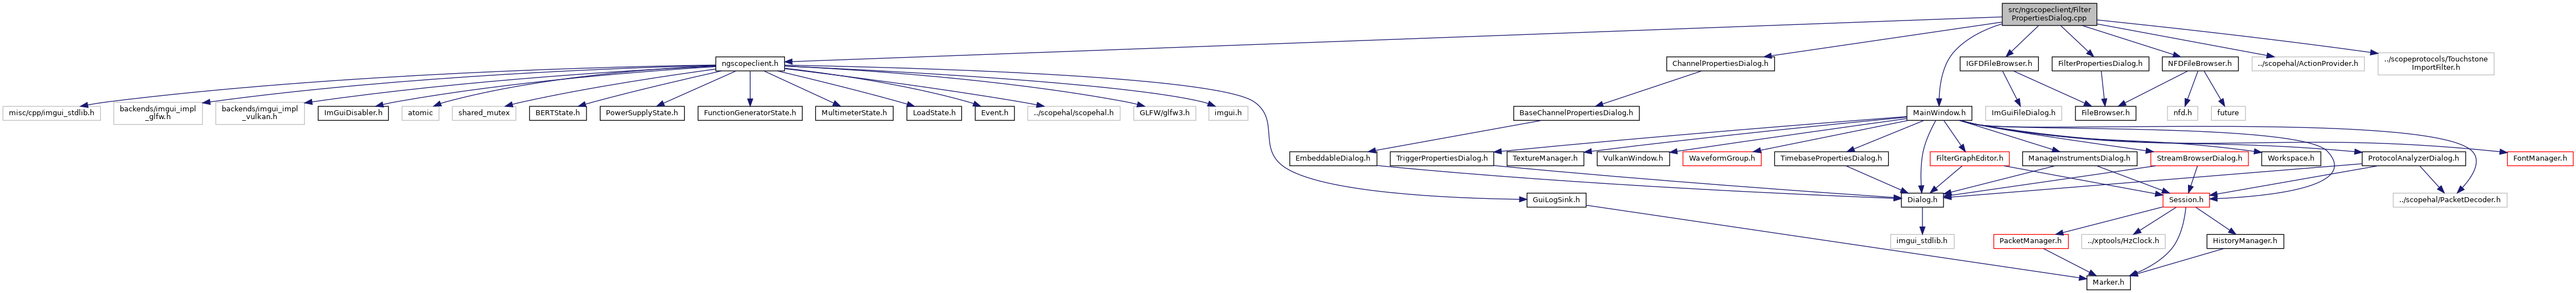 src/ngscopeclient/Filter
PropertiesDialog.cpp
ngscopeclient.h
ChannelPropertiesDialog.h
IGFDFileBrowser.h
FilterPropertiesDialog.h
NFDFileBrowser.h
../scopehal/ActionProvider.h
../scopeprotocols/Touchstone
ImportFilter.h
misc/cpp/imgui_stdlib.h
backends/imgui_impl
_glfw.h
backends/imgui_impl
_vulkan.h
ImGuiDisabler.h
atomic
shared_mutex
BERTState.h
PowerSupplyState.h
FunctionGeneratorState.h
MultimeterState.h
LoadState.h
Event.h
../scopehal/scopehal.h
GLFW/glfw3.h
imgui.h
BaseChannelPropertiesDialog.h
MainWindow.h
ImGuiFileDialog.h
FileBrowser.h
nfd.h
future
EmbeddableDialog.h
TriggerPropertiesDialog.h
TextureManager.h
VulkanWindow.h
WaveformGroup.h
TimebasePropertiesDialog.h
FilterGraphEditor.h
ManageInstrumentsDialog.h
StreamBrowserDialog.h
Workspace.h
ProtocolAnalyzerDialog.h
FontManager.h
GuiLogSink.h
Dialog.h
Session.h
../scopehal/PacketDecoder.h
imgui_stdlib.h
PacketManager.h
../xptools/HzClock.h
HistoryManager.h
Marker.h